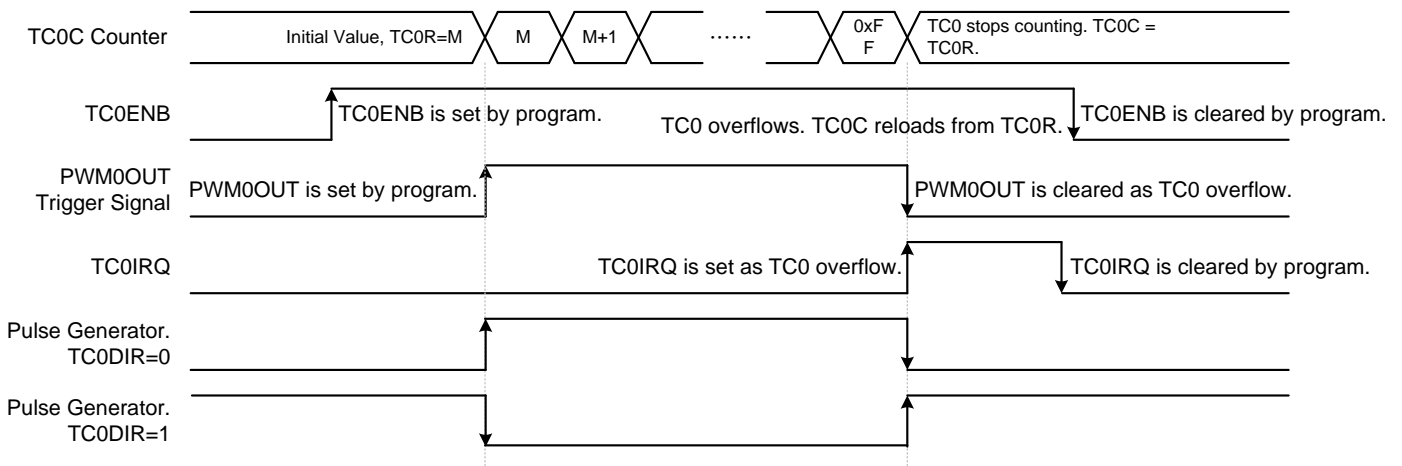 TC0C Counter
Initial Value, TC0R=M
M
M+1
......
0xF
F
TC0 stops counting. TC0C =
TC0R.
TC0ENB
TC0ENB is set by program.
TC0 overflows. TC0C reloads from TC0R.
TC0ENB is cleared by program.
PWM0OUT
Trigger Signal
PWM0OUT is set by program.
PWM0OUT is cleared as TC0 overflow.
TC0IRQ
TC0IRQ is set as TC0 overflow.
TC0IRQ is cleared by program.
Pulse Generator.
TC0DIR=0
Pulse Generator.
TC0DIR=1